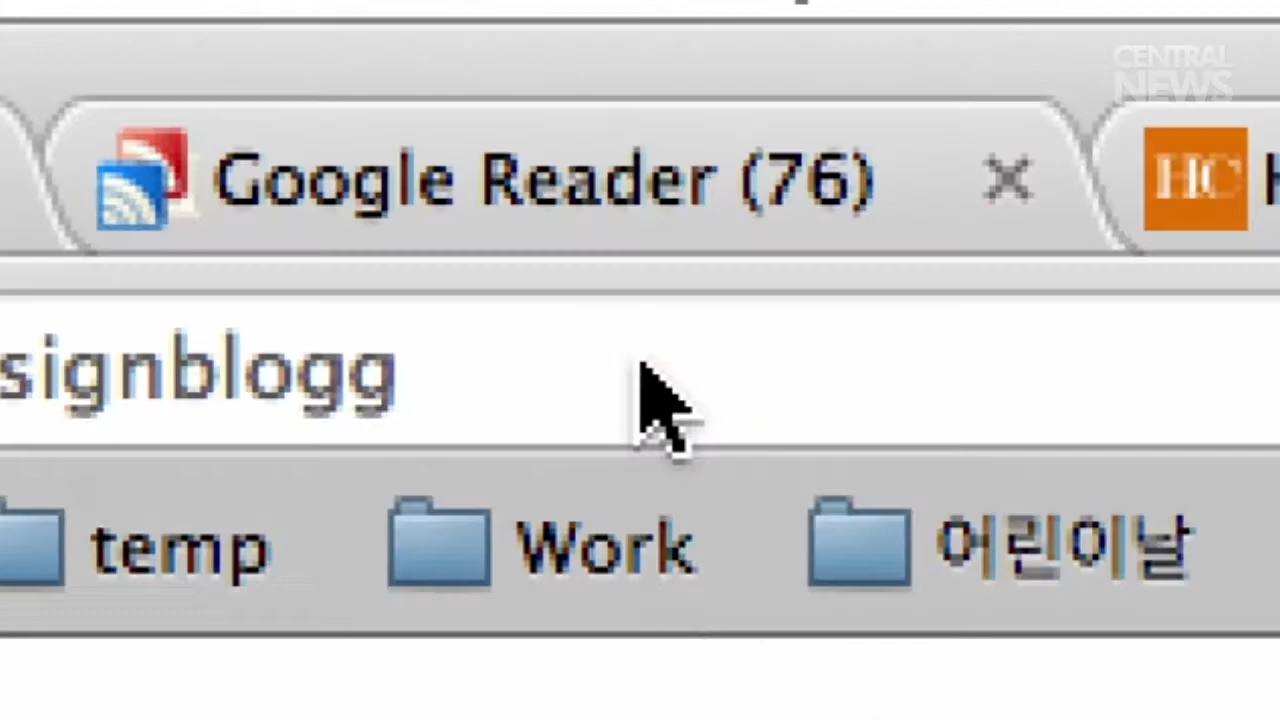 CENTRAL
NEWS
Google Reader (76)
HC
signblogg
temp
Work
어린이날